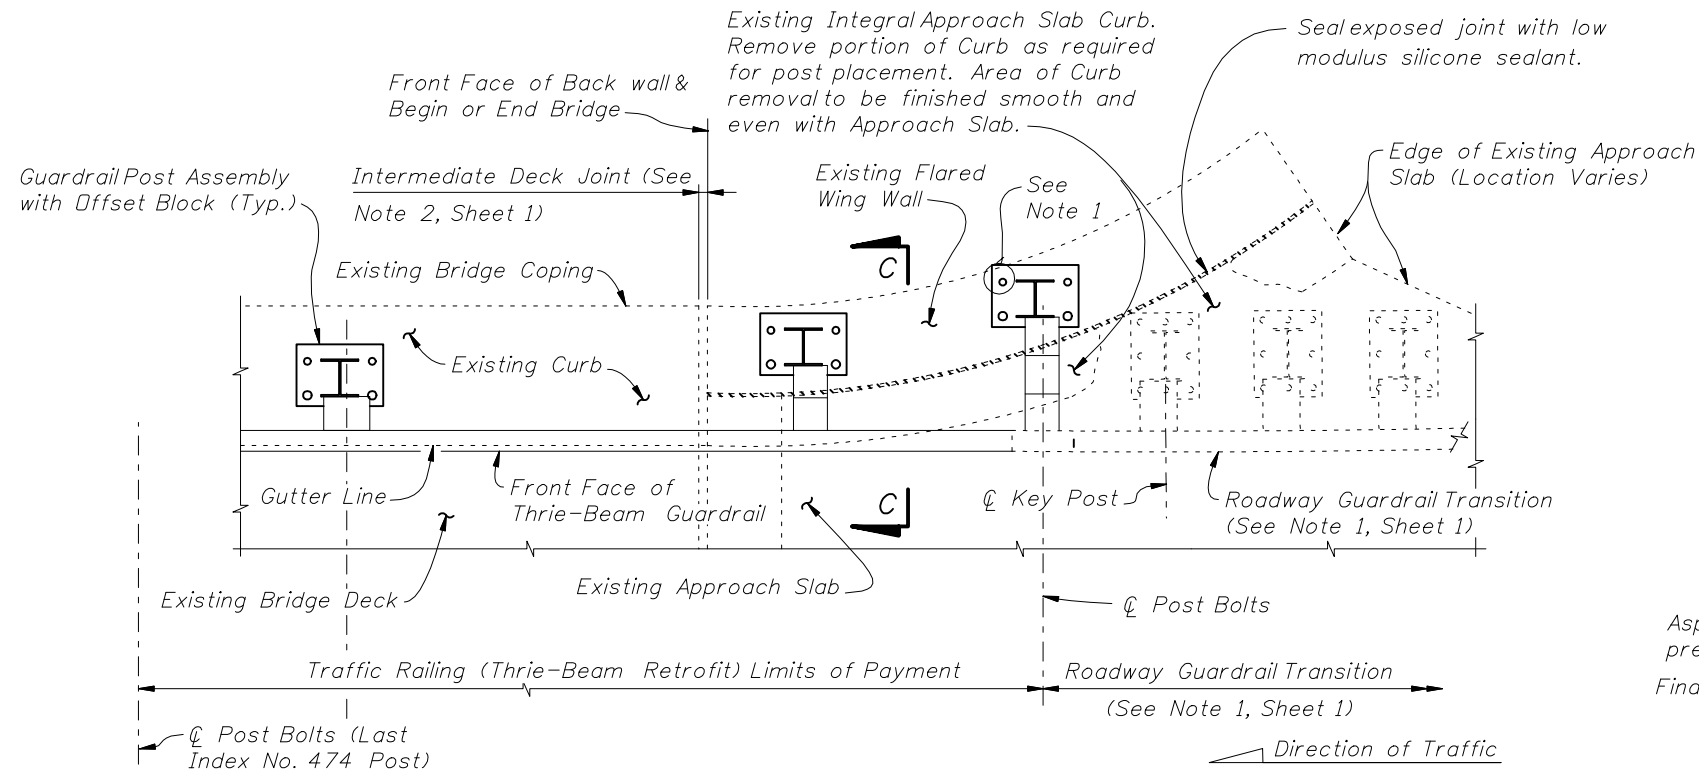 Existing Integral Approach Slab Curb.
Remove portion of Curb as required
for post placement. Area of Curb
removal to be finished smooth and
even with Approach Slab.
Seal exposed joint with low
modulus silicone sealant.
Front Face of Back wall &
Begin or End Bridge
Edge of Existing Approach
Slab (Location Varies)
Guardrail Post Assembly
with Offset Block (Typ.)
Intermediate Deck Joint (See
Note 2, Sheet 1)
Existing Flared
Wing Wall
See
Note 1
C
Existing Bridge Coping
Existing Curb
Gutter Line
Front Face of
Thrie-Beam Guardrail
C
℄ Key Post
Roadway Guardrail Transition
(See Note 1, Sheet 1)
Existing Bridge Deck
Existing Approach Slab
℄ Post Bolts
Asp
pre
Fina
Traffic Railing (Thrie-Beam Retrofit) Limits of Payment
Roadway Guardrail Transition
(See Note 1, Sheet 1)
℄ Post Bolts (Last
Index No. 474 Post)
Direction of Traffic